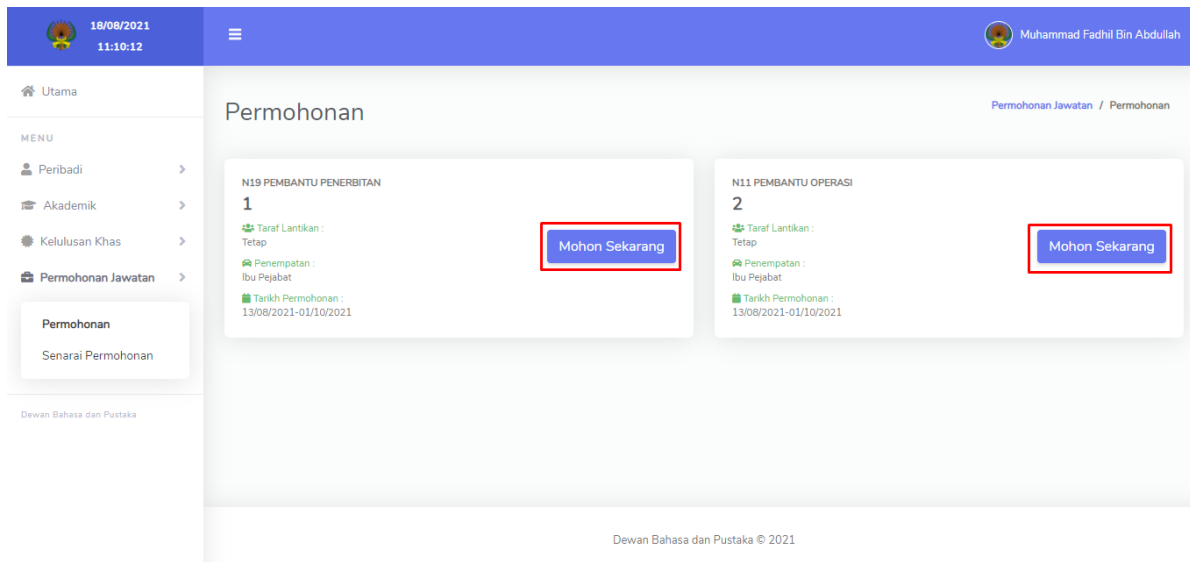 18/08/2021
11:10:12
Muhammad Fadhil Bin Abdullah
Utama
MENU
Peribadi
Akademik
Kelulusan Khas
Permohonan Jawatan
Permohonan
Senarai Permohonan
Dewan Bahasa dan Pustaka
Permohonan
Permohonan Jawatan / Permohonan
N19 PEMBANTU PENERBITAN
1
Taraf Lantikan :
Tetap
Penempatan :
Ibu Pejabat
Tarikh Permohonan :
13/08/2021-01/10/2021
Mohon Sekarang
N11 PEMBANTU OPERASI
2
Taraf Lantikan :
Tetap
Penempatan :
Ibu Pejabat
Tarikh Permohonan :
13/08/2021-01/10/2021
Mohon Sekarang
Dewan Bahasa dan Pustaka © 2021